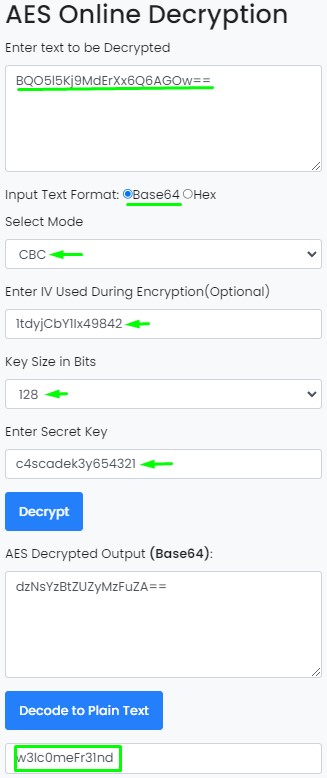 AES Online Decryption
Enter text to be Decrypted
BQO5l5Kj9MdErXx6Q6AGOw==
Input Text Format: Base64 Hex
Select Mode
CBC
Enter IV Used During Encryption(Optional)
1tdyjCbY1Ix49842
Key Size in Bits
128
Enter Secret Key
c4scadek3y654321
Decrypt
AES Decrypted Output (Base64):
dzNsYzBtZUZyMzFuZA==
Decode to Plain Text
w3lc0meFr31nd